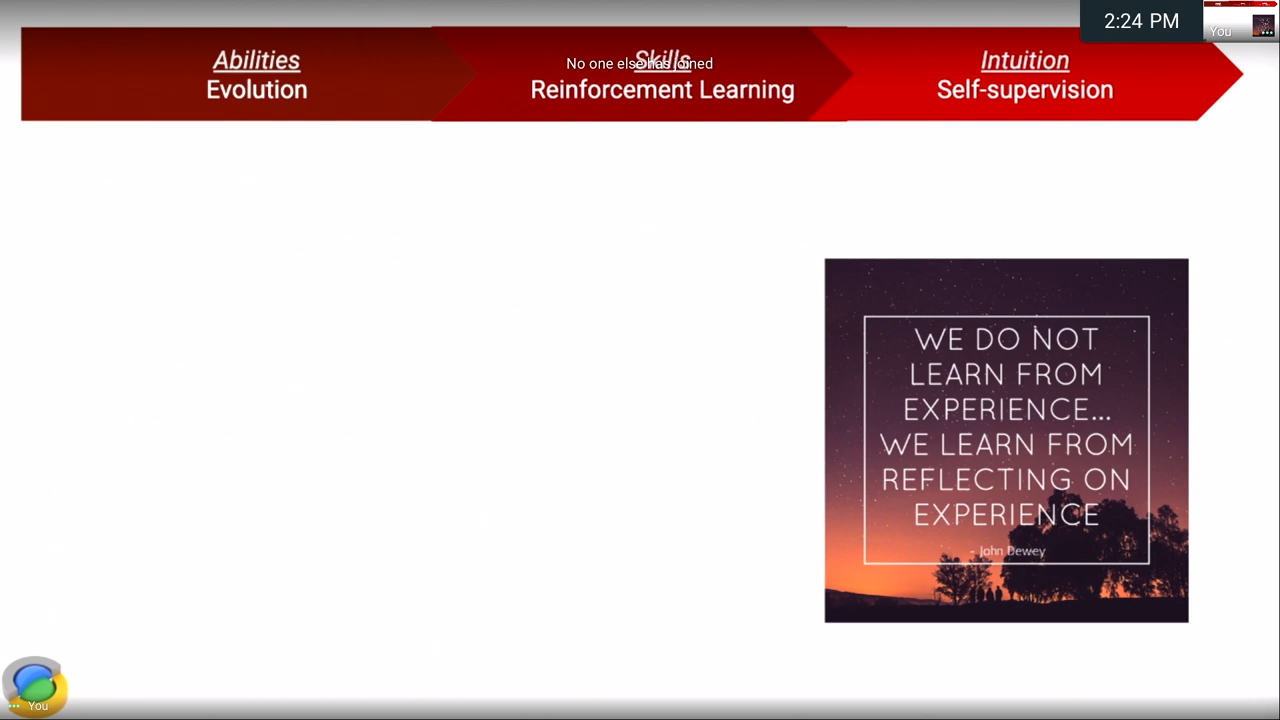 2:24 PM
You
Abilities
Evolution
Skills
Reinforcement Learning
Intuition
Self-supervision
No one else has joined
WE DO NOT
LEARN FROM
EXPERIENCE...
WE LEARN FROM
REFLECTING ON
EXPERIENCE
- John Dewey
You